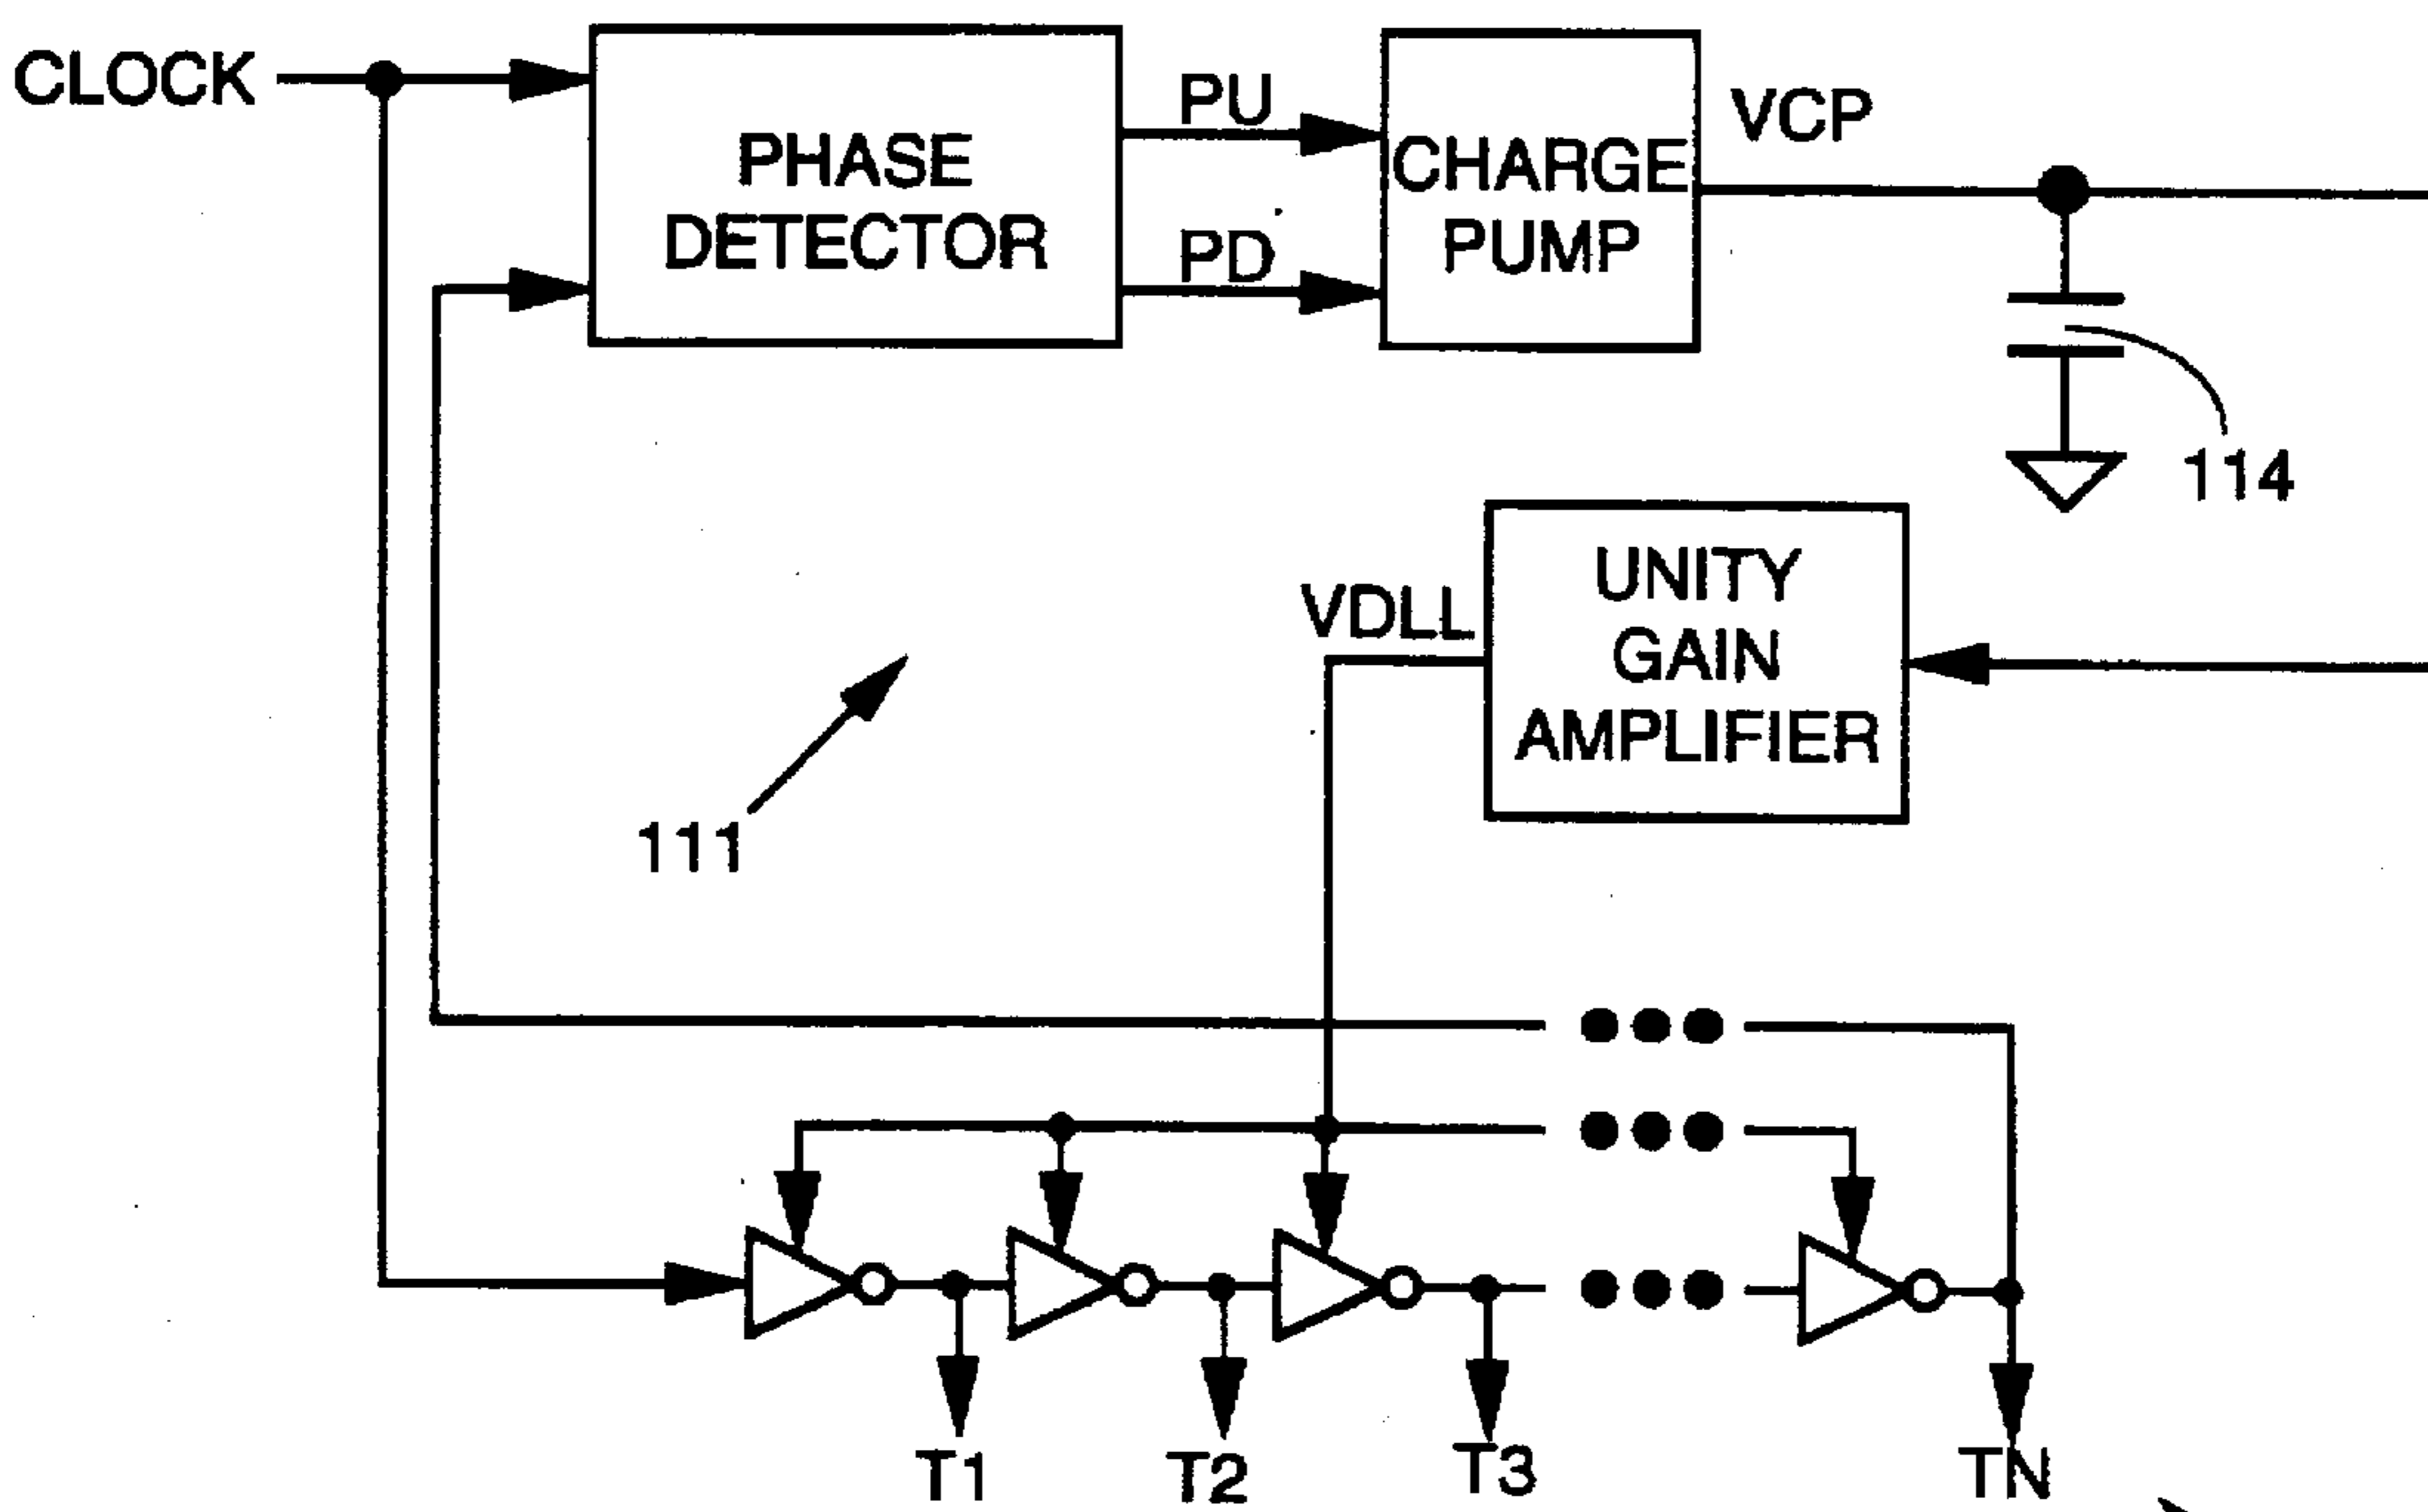 CLOCK
PHASE
DETECTOR
PU
PD
CHARGE
PUMP
VCP
114
UNITY
GAIN
AMPLIFIER
VDLL
111
T1
T2
T3
TN